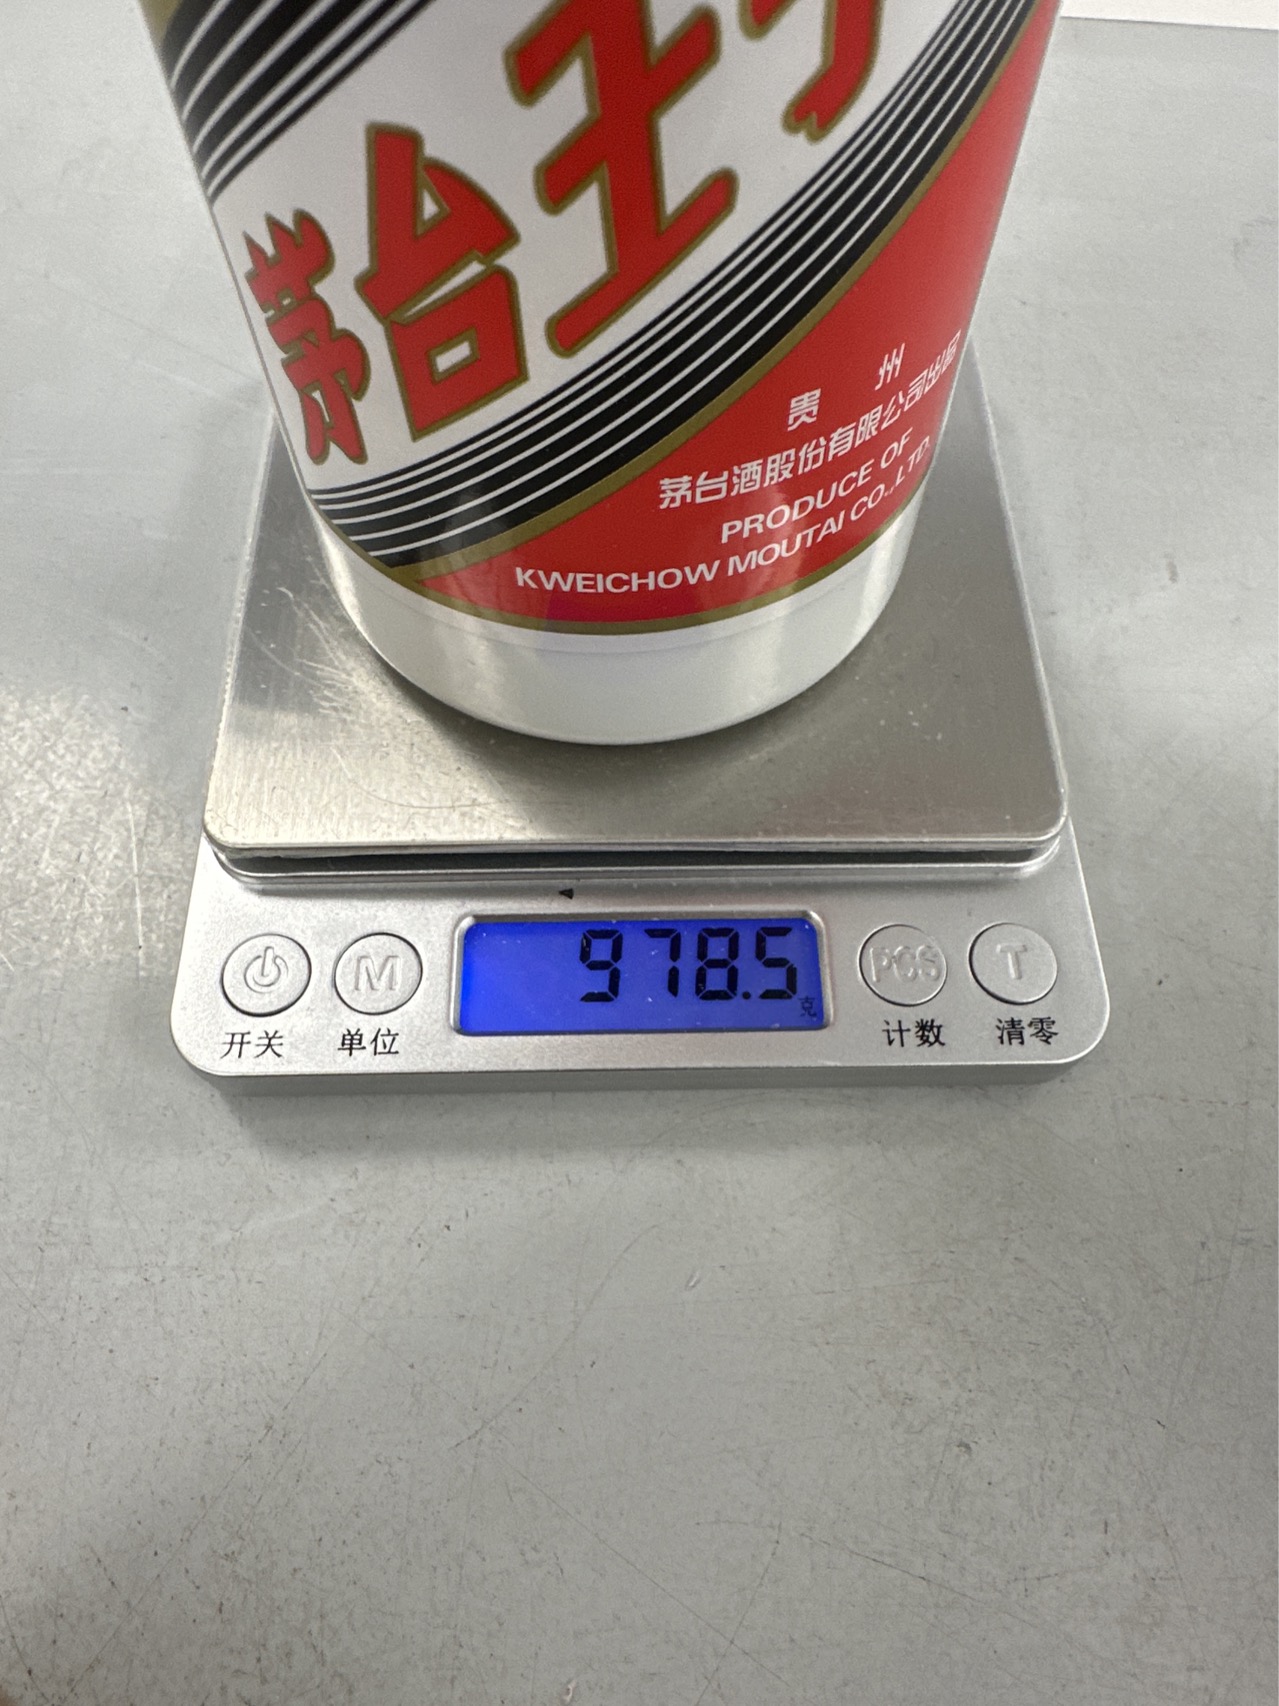 茅台王
贵州
茅台酒股份有限公司出品
PRODUCE OF
KWEICHOW MOUTAI CO.,LTD.
978.5
克
M
PCS
T
开关
单位
计数
清零